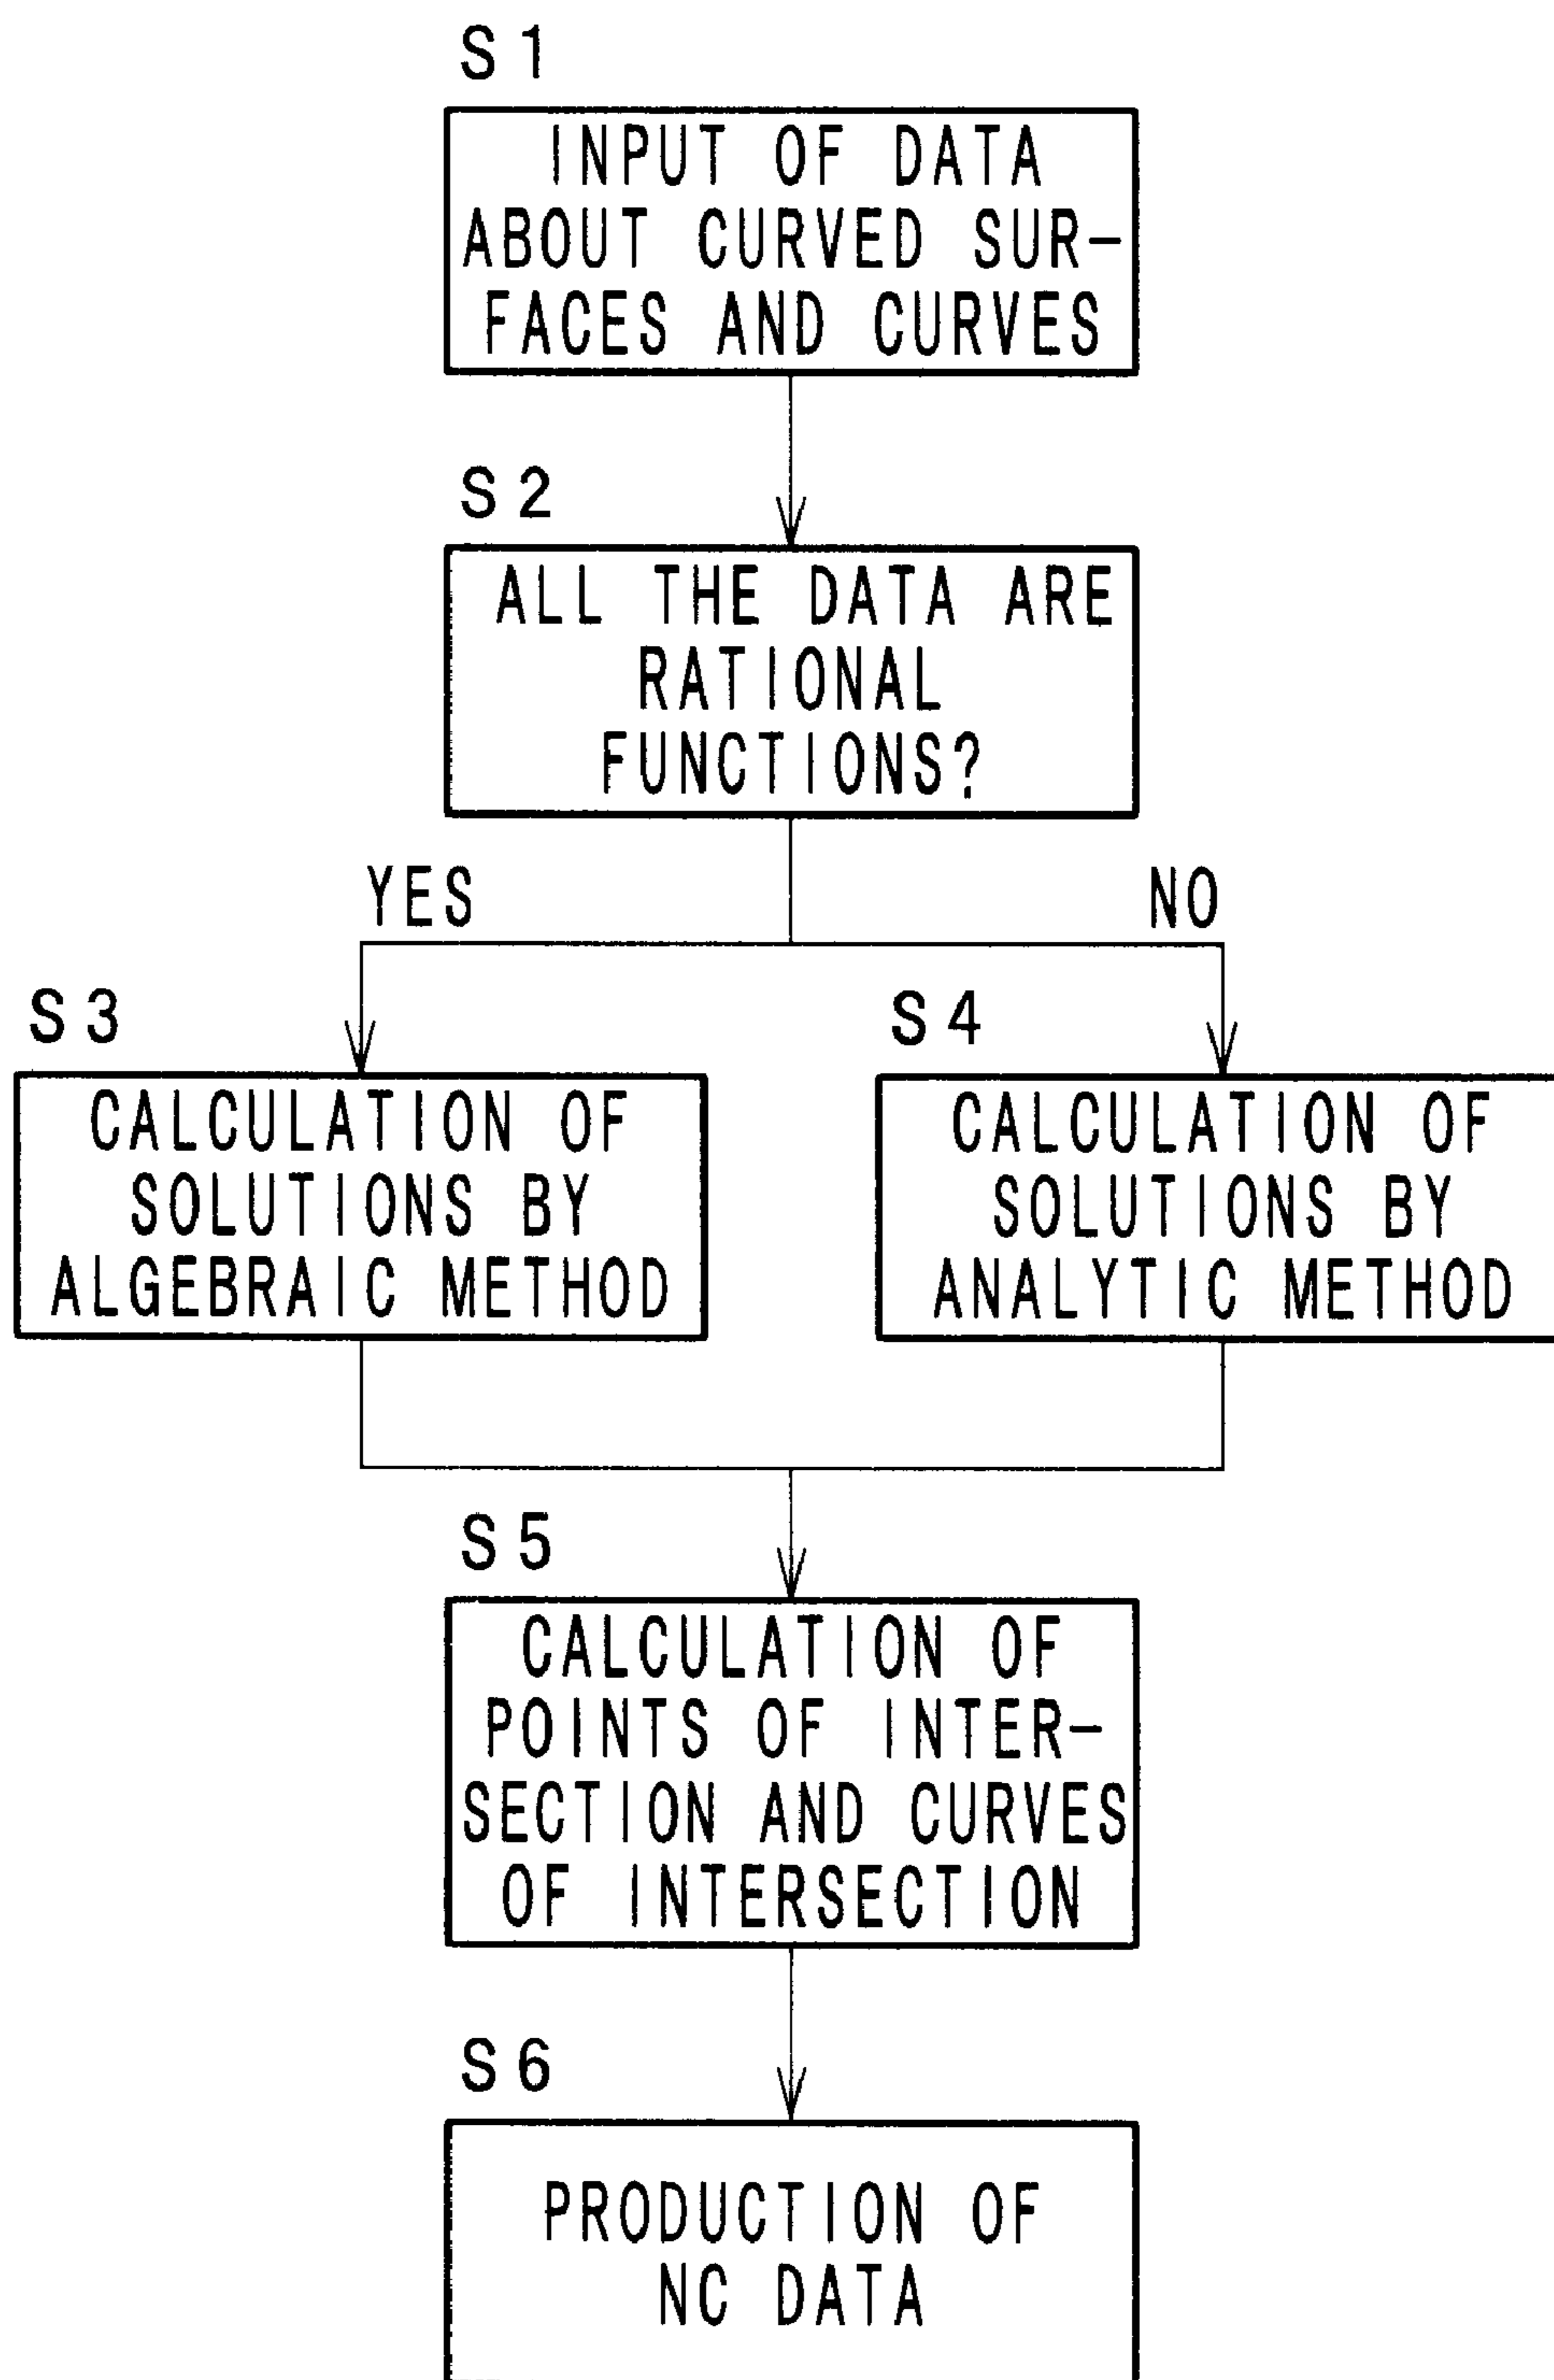 S1
INPUT OF DATA
ABOUT CURVED SUR-
FACES AND CURVES
S2
ALL THE DATA ARE
RATIONAL
FUNCTIONS?
YES
NO
S3
CALCULATION OF
SOLUTIONS BY
ALGEBRAIC METHOD
S4
CALCULATION OF
SOLUTIONS BY
ANALYTIC METHOD
S5
CALCULATION OF
POINTS OF INTER-
SECTION AND CURVES
OF INTERSECTION
S6
PRODUCTION OF
NC DATA